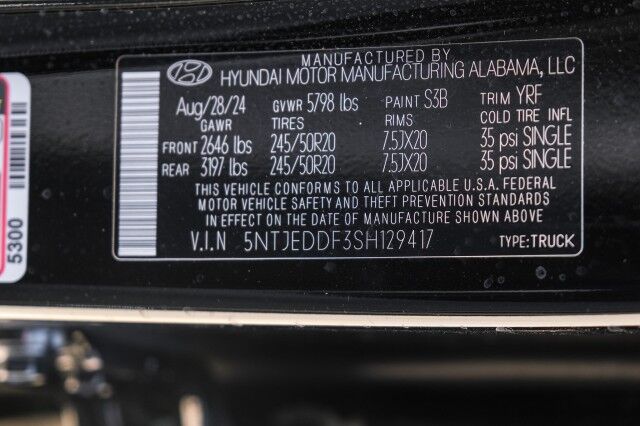 MANUFACTURED BY
HYUNDAI MOTOR MANUFACTURING ALABAMA, LLC
Aug/28/24 GVWR 5798 lbs PAINT S3B TRIM YRF
GAWR TIRES RIMS COLD TIRE INFL
FRONT 2646 lbs 245/50R20 7.5JX20 35 psi SINGLE
REAR 3197 lbs 245/50R20 7.5JX20 35 psi SINGLE
THIS VEHICLE CONFORMS TO ALL APPLICABLE U.S.A. FEDERAL
MOTOR VEHICLE SAFETY AND THEFT PREVENTION STANDARDS
IN EFFECT ON THE DATE OF MANUFACTURE SHOWN ABOVE
V.I.N 5NTJEDDF3SH129417 TYPE:TRUCK
5300